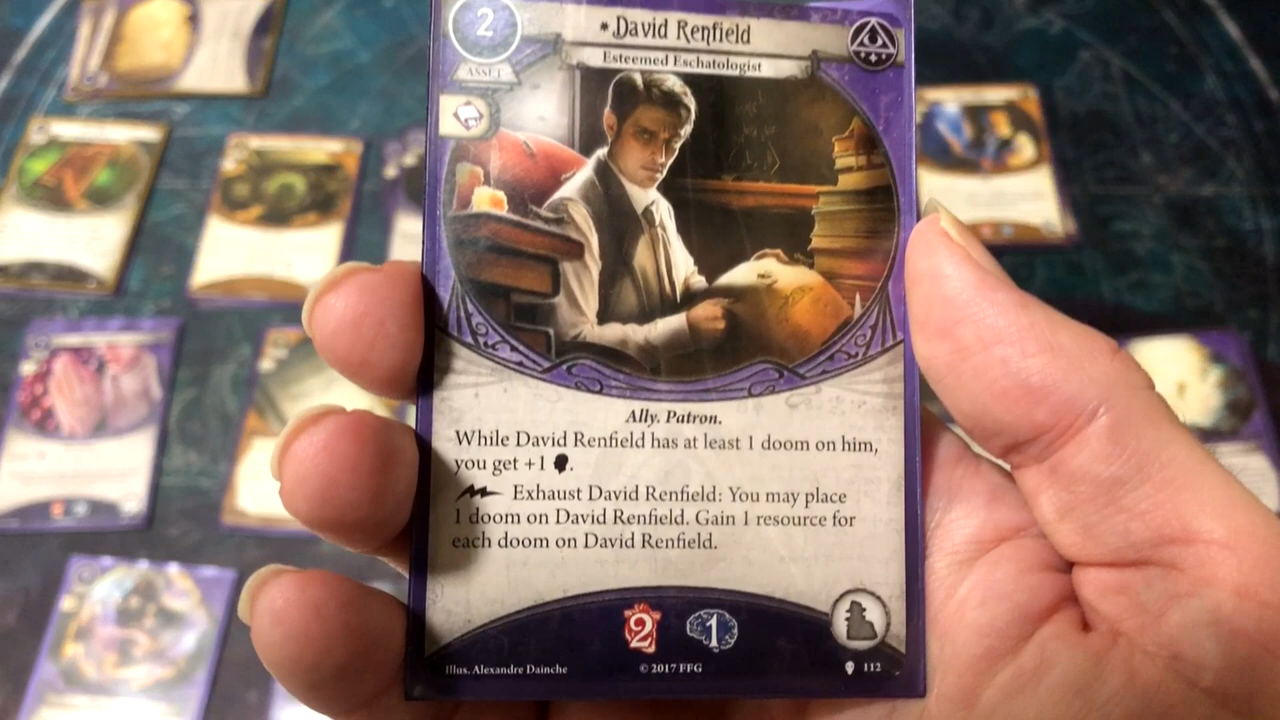 2
*David Renfield
ASSET
Esteemed Eschatologist
Ally. Patron.
While David Renfield has at least 1 doom on him,
you get +1 .
Exhaust David Renfield: You may place
1 doom on David Renfield. Gain 1 resource for
each doom on David Renfield.
2 1
Illus. Alexandre Dainche © 2017 FFG 112